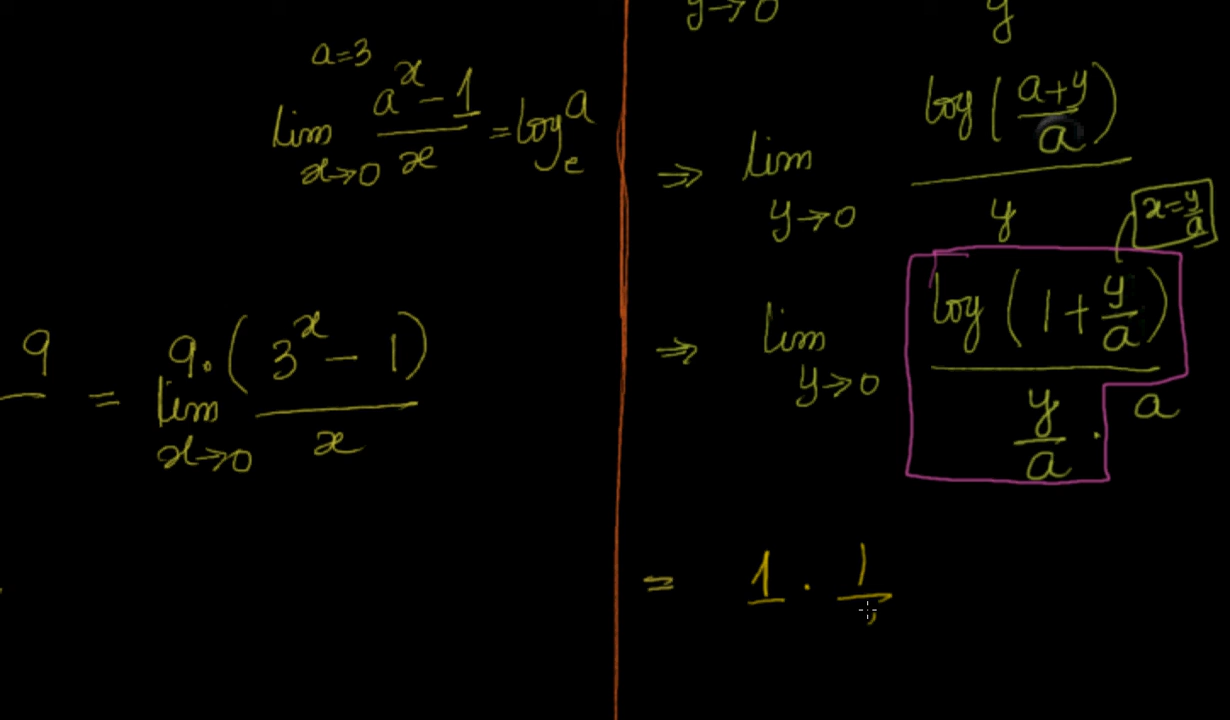 a=3
lim x→0 (a^x - 1)/x = log_e a
9 = lim x→0 9.(3^x - 1)/x
y→0 y
⇒ lim y→0 log((a+y)/a)/y
x=y/a
⇒ lim y→0 log(1+y/a)/(y/a · a)
= 1 · 1/